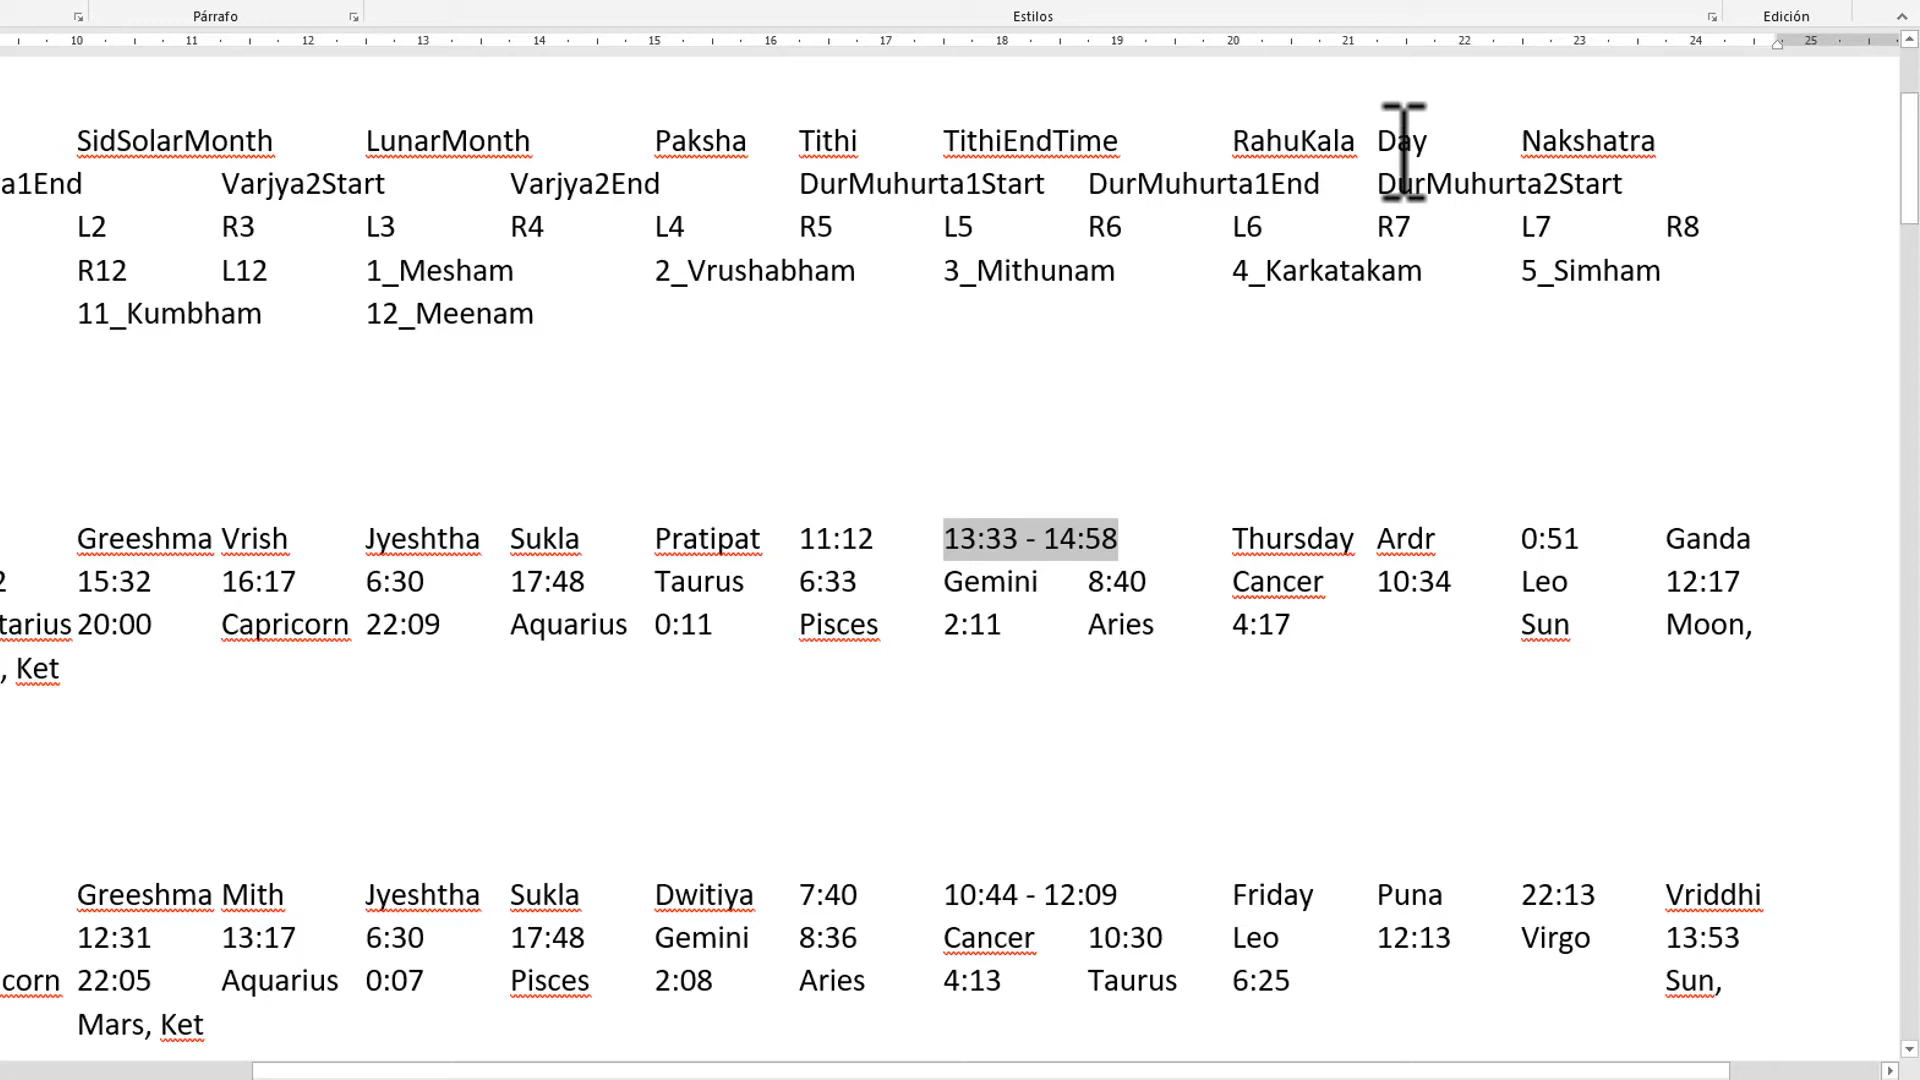 Párrafo Estilos Edición
10 11 12 13 14 15 16 17 18 19 20 21 22 23 24 25
SidSolarMonth LunarMonth Paksha Tithi TithiEndTime RahuKala Day Nakshatra
a1End Varjya2Start Varjya2End DurMuhurta1Start DurMuhurta1End DurMuhurta2Start
L2 R3 L3 R4 L4 R5 L5 R6 L6 R7 L7 R8
R12 L12 1_Mesham 2_Vrushabham 3_Mithunam 4_Karkatakam 5_Simham
11_Kumbham 12_Meenam
Greeshma Vrish Jyeshtha Sukla Pratipat 11:12 13:33 - 14:58 Thursday Ardr 0:51 Ganda
2 15:32 16:17 6:30 17:48 Taurus 6:33 Gemini 8:40 Cancer 10:34 Leo 12:17
tarius 20:00 Capricorn 22:09 Aquarius 0:11 Pisces 2:11 Aries 4:17 Sun Moon,
, Ket
Greeshma Mith Jyeshtha Sukla Dwitiya 7:40 10:44 - 12:09 Friday Puna 22:13 Vriddhi
12:31 13:17 6:30 17:48 Gemini 8:36 Cancer 10:30 Leo 12:13 Virgo 13:53
corn 22:05 Aquarius 0:07 Pisces 2:08 Aries 4:13 Taurus 6:25 Sun,
Mars, Ket